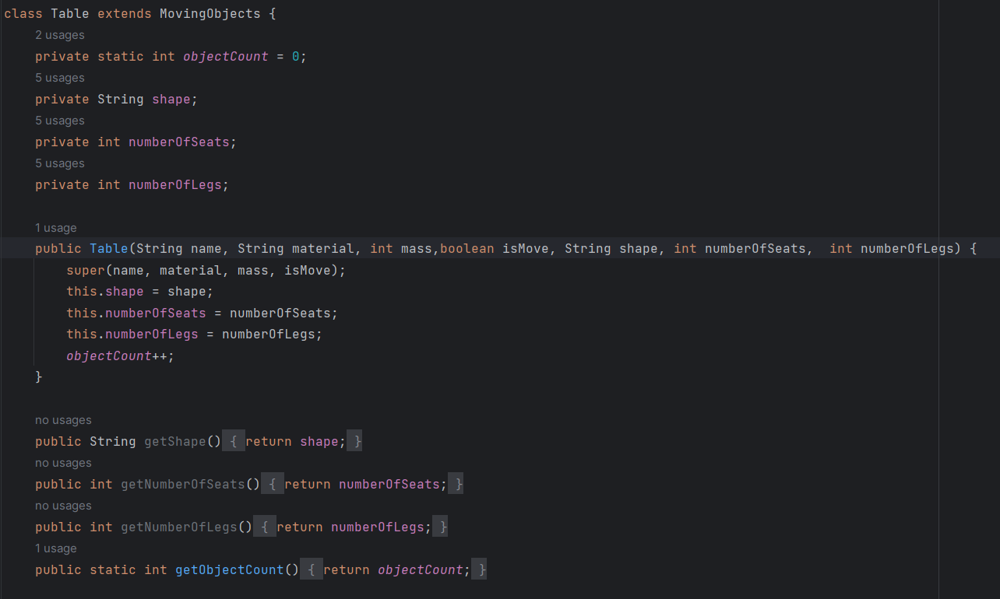 class Table extends MovingObjects {
2 usages
private static int objectCount = 0;
5 usages
private String shape;
5 usages
private int numberOfSeats;
5 usages
private int numberOfLegs;
1 usage
public Table(String name, String material, int mass,boolean isMove, String shape, int numberOfSeats,  int numberOfLegs) {
super(name, material, mass, isMove);
this.shape = shape;
this.numberOfSeats = numberOfSeats;
this.numberOfLegs = numberOfLegs;
objectCount++;
}
no usages
public String getShape() { return shape; }
no usages
public int getNumberOfSeats() { return numberOfSeats; }
no usages
public int getNumberOfLegs() { return numberOfLegs; }
1 usage
public static int getObjectCount() { return objectCount; }